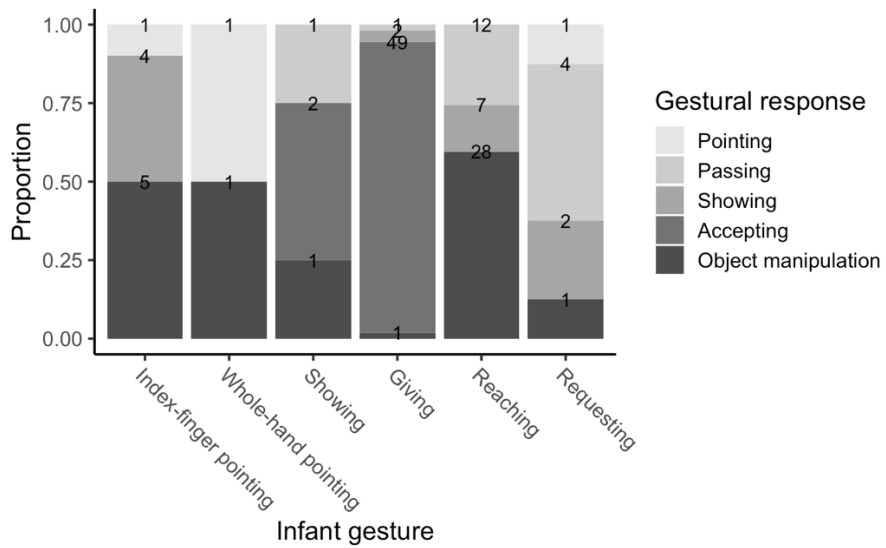 1.00
0.75
0.50
0.25
0.00
Proportion
1 1 1 1 12 1
4 2 4
2 49 7
5 1 28 2
1 1 1
Index-finger pointing
Whole-hand pointing
Showing
Giving
Reaching
Requesting
Infant gesture
Gestural response
Pointing
Passing
Showing
Accepting
Object manipulation